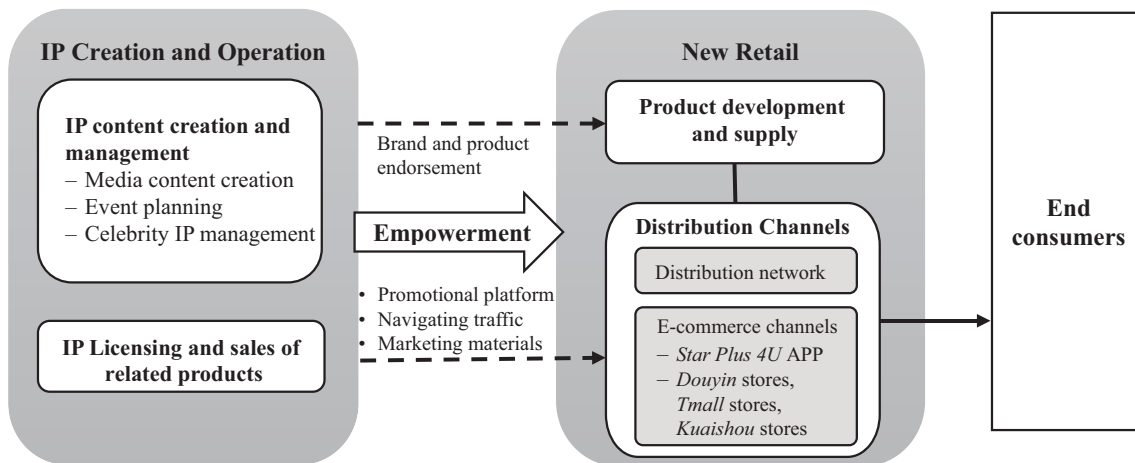 IP Creation and Operation
IP content creation and
management
– Media content creation
– Event planning
– Celebrity IP management
IP Licensing and sales of
related products
Brand and product
endorsement
Empowerment
• Promotional platform
• Navigating traffic
• Marketing materials
New Retail
Product development
and supply
Distribution Channels
Distribution network
E-commerce channels
– Star Plus 4U APP
– Douyin stores,
Tmall stores,
Kuaishou stores
End
consumers